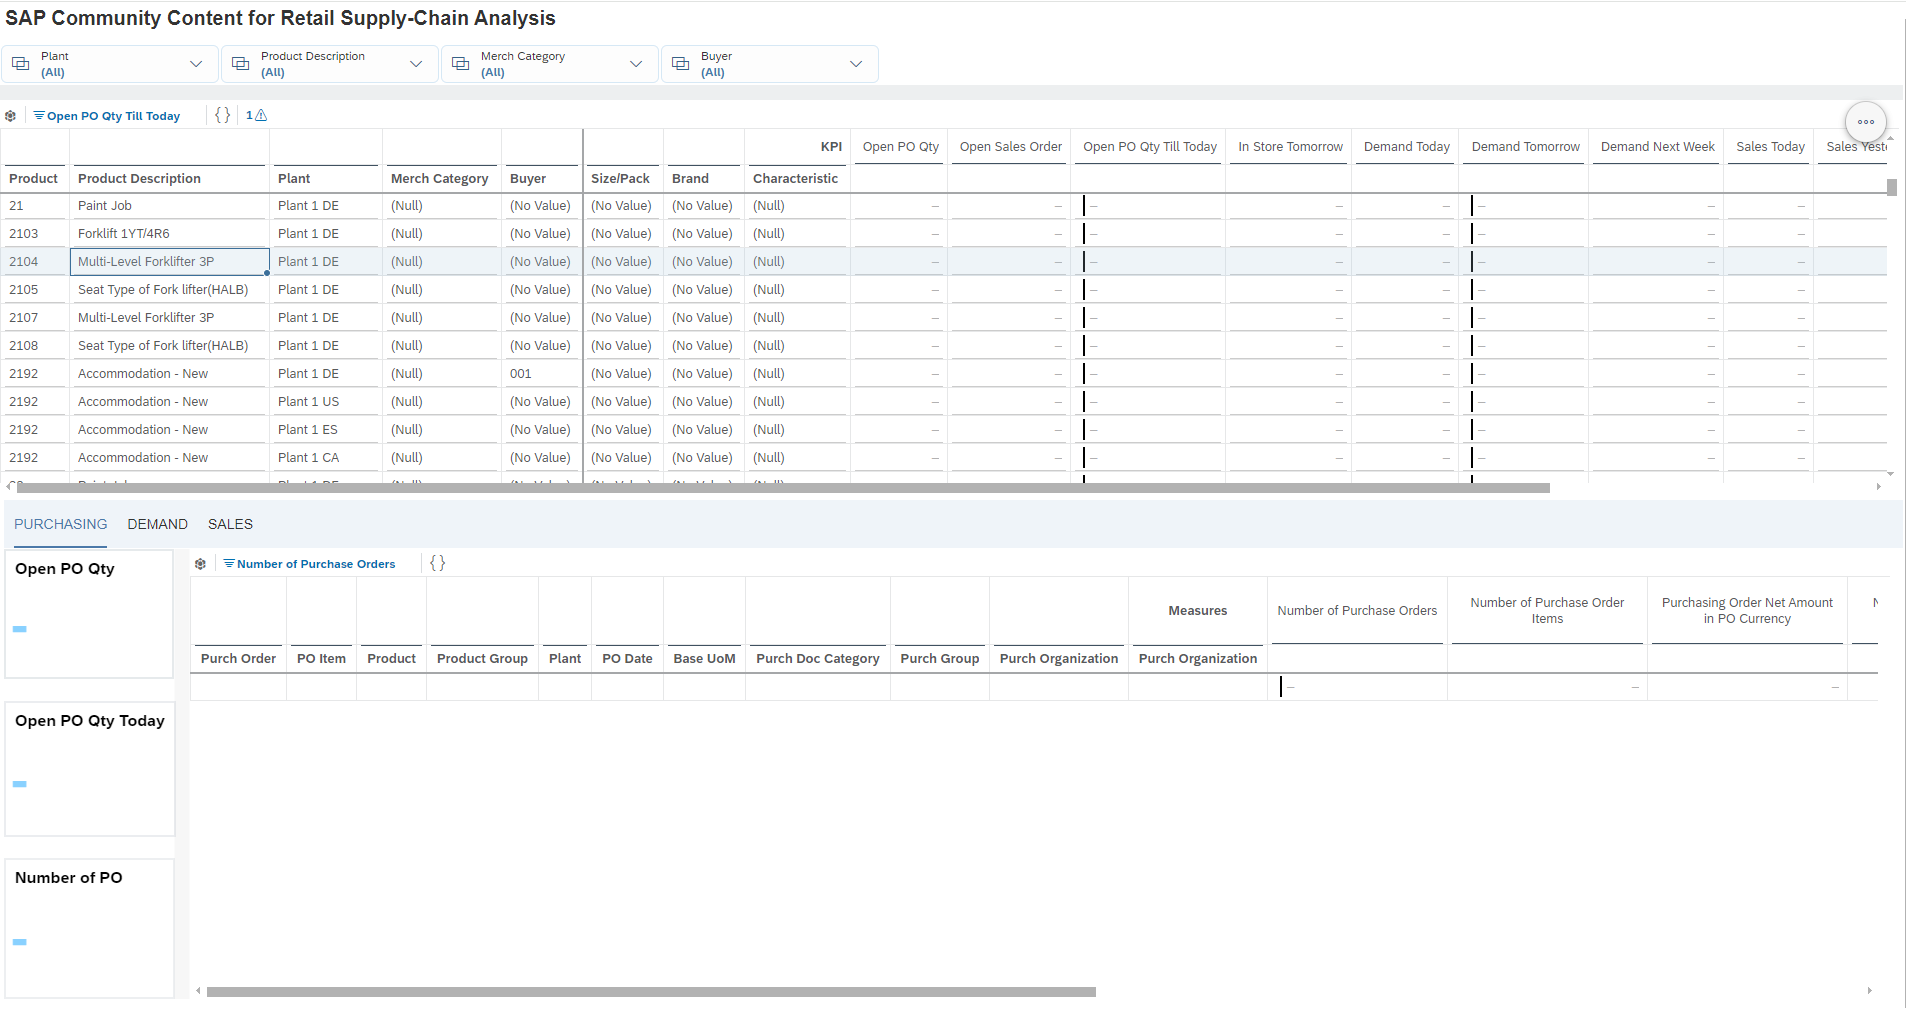 SAP Community Content for Retail Supply-Chain Analysis
Plant
(All)
Product Description
(All)
Merch Category
(All)
Buyer
(All)
Open PO Qty Till Today { } 1
KPI Open PO Qty Open Sales Order Open PO Qty Till Today In Store Tomorrow Demand Today Demand Tomorrow Demand Next Week Sales Today Sales Yest
Product Product Description Plant Merch Category Buyer Size/Pack Brand Characteristic
21 Paint Job Plant 1 DE (Null) (No Value) (No Value) (No Value) (Null) – – – – – – – –
2103 Forklift 1YT/4R6 Plant 1 DE (Null) (No Value) (No Value) (No Value) (Null) – – – – – – – –
2104 Multi-Level Forklifter 3P Plant 1 DE (Null) (No Value) (No Value) (No Value) (Null) – – – – – – – –
2105 Seat Type of Fork lifter(HALB) Plant 1 DE (Null) (No Value) (No Value) (No Value) (Null) – – – – – – – –
2107 Multi-Level Forklifter 3P Plant 1 DE (Null) (No Value) (No Value) (No Value) (Null) – – – – – – – –
2108 Seat Type of Fork lifter(HALB) Plant 1 DE (Null) (No Value) (No Value) (No Value) (Null) – – – – – – – –
2192 Accommodation - New Plant 1 DE (Null) 001 (No Value) (No Value) (Null) – – – – – – – –
2192 Accommodation - New Plant 1 US (Null) (No Value) (No Value) (No Value) (Null) – – – – – – – –
2192 Accommodation - New Plant 1 ES (Null) (No Value) (No Value) (No Value) (Null) – – – – – – – –
2192 Accommodation - New Plant 1 CA (Null) (No Value) (No Value) (No Value) (Null) – – – – – – – –
PURCHASING DEMAND SALES
Open PO Qty
Open PO Qty Today
Number of PO
Number of Purchase Orders { }
Measures Number of Purchase Orders Number of Purchase Order Items Purchasing Order Net Amount in PO Currency
Purch Order PO Item Product Product Group Plant PO Date Base UoM Purch Doc Category Purch Group Purch Organization Purch Organization
– – –